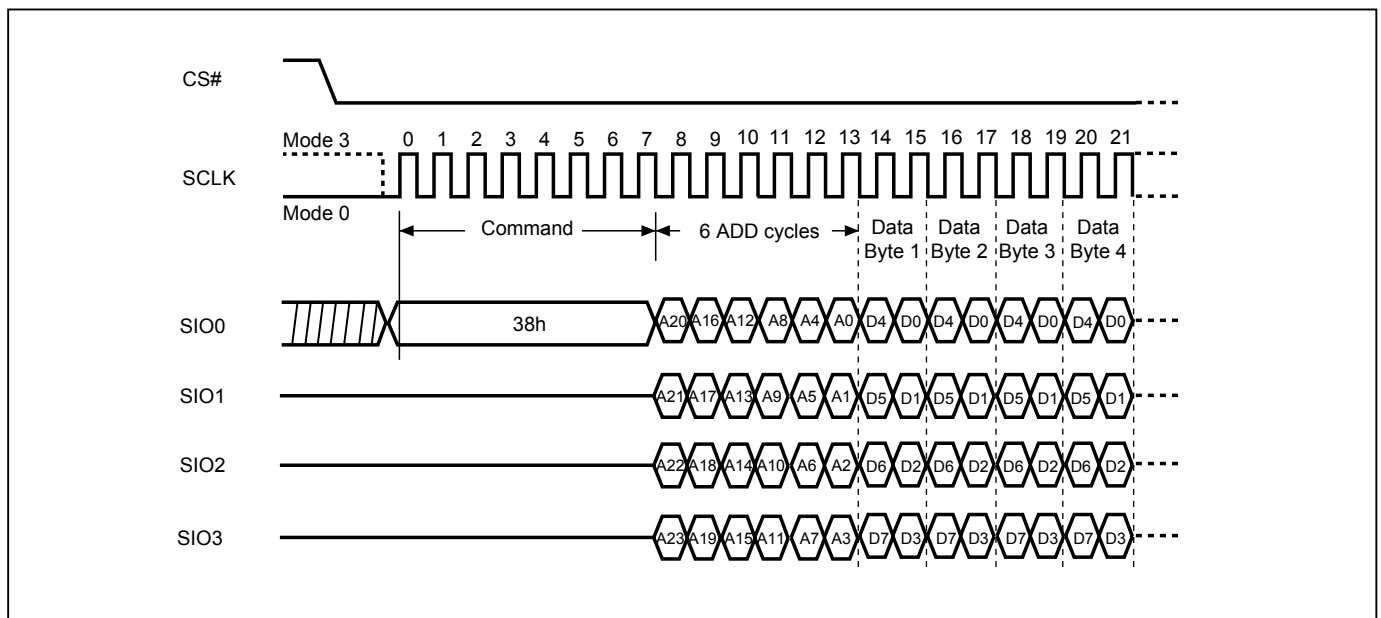 CS#
Mode 3
0 1 2 3 4 5 6 7 8 9 10 11 12 13 14 15 16 17 18 19 20 21
SCLK
Mode 0
Command
6 ADD cycles
Data Byte 1
Data Byte 2
Data Byte 3
Data Byte 4
SIO0
38h
A20 A16 A12 A8 A4 A0 D4 D0 D4 D0 D4 D0 D4 D0
SIO1
A21 A17 A13 A9 A5 A1 D5 D1 D5 D1 D5 D1 D5 D1
SIO2
A22 A18 A14 A10 A6 A2 D6 D2 D6 D2 D6 D2 D6 D2
SIO3
A23 A19 A15 A11 A7 A3 D7 D3 D7 D3 D7 D3 D7 D3